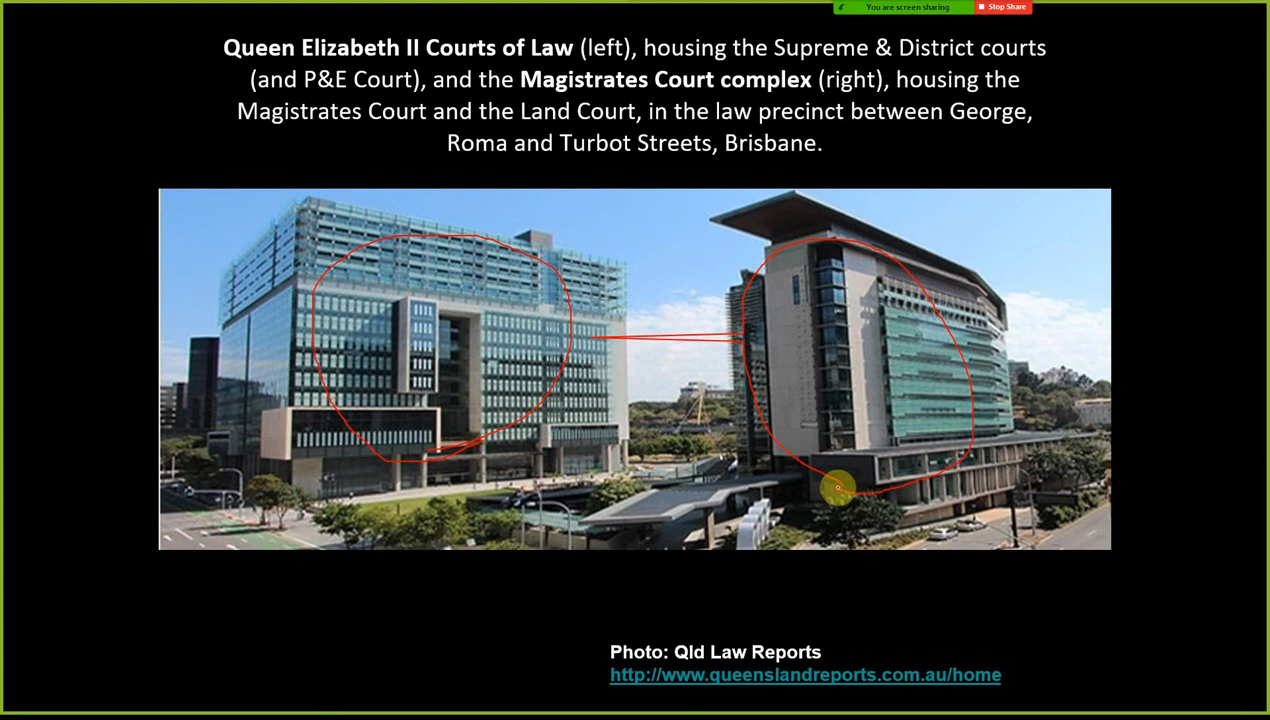 You are screen sharing
Stop Share
Queen Elizabeth II Courts of Law (left), housing the Supreme & District courts
(and P&E Court), and the Magistrates Court complex (right), housing the
Magistrates Court and the Land Court, in the law precinct between George,
Roma and Turbot Streets, Brisbane.
Photo: Qld Law Reports
http://www.queenslandreports.com.au/home